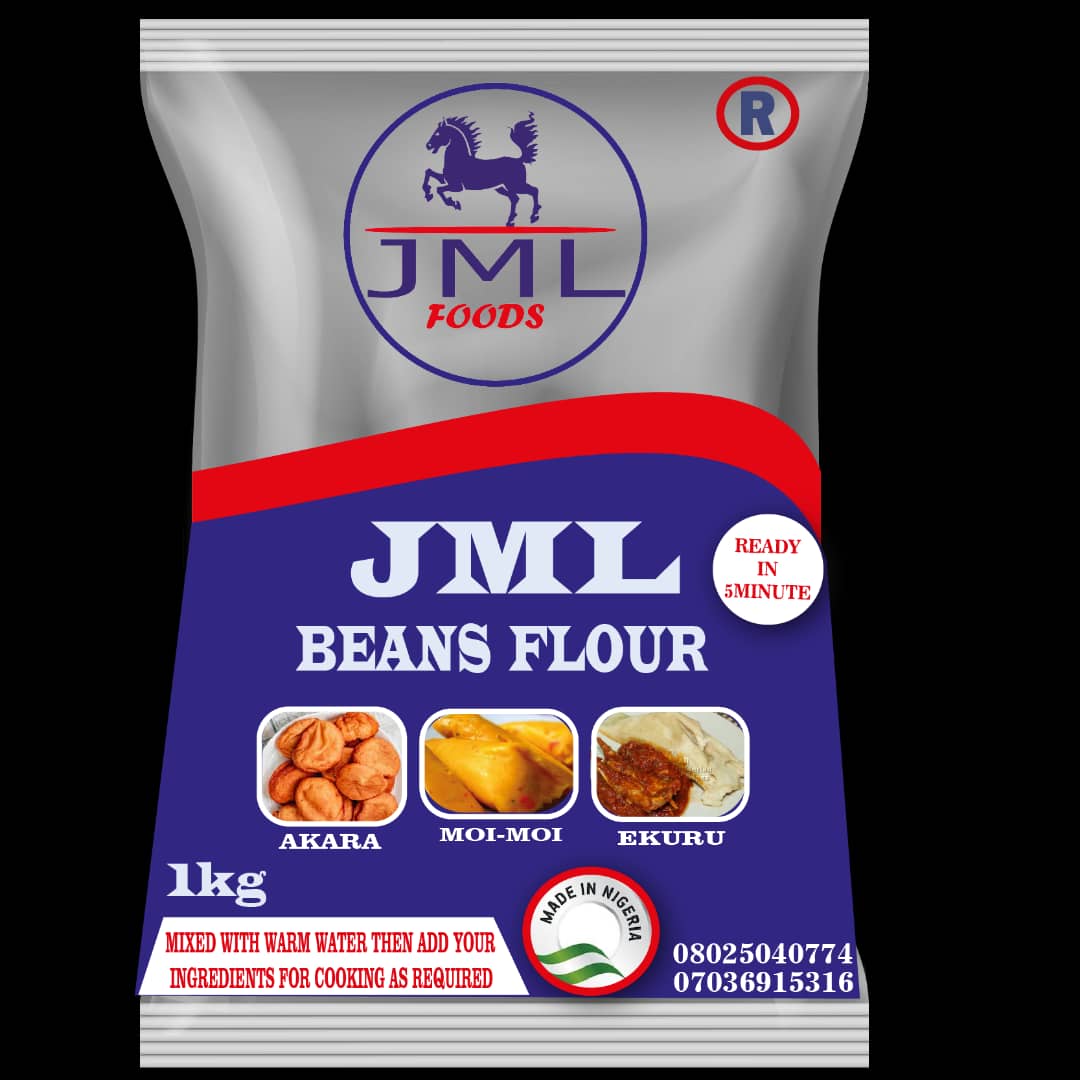 R
JML
FOODS
JML
BEANS FLOUR
READY
IN
5MINUTE
AKARA
MOI-MOI
EKURU
1kg
MIXED WITH WARM WATER THEN ADD YOUR
INGREDIENTS FOR COOKING AS REQUIRED
MADE IN NIGERIA
08025040774
07036915316